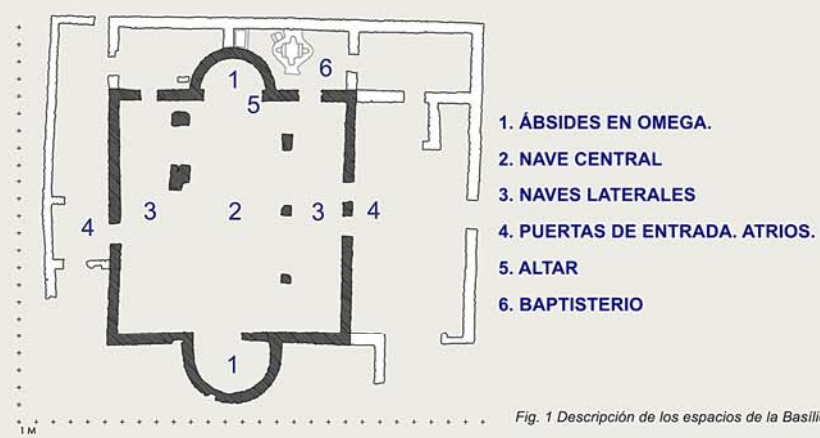 1
6
5
3
2
3
4
4
1
1. ÁBSIDES EN OMEGA.
2. NAVE CENTRAL
3. NAVES LATERALES
4. PUERTAS DE ENTRADA. ATRIOS.
5. ALTAR
6. BAPTISTERIO
1 M
Fig. 1 Descripción de los espacios de la